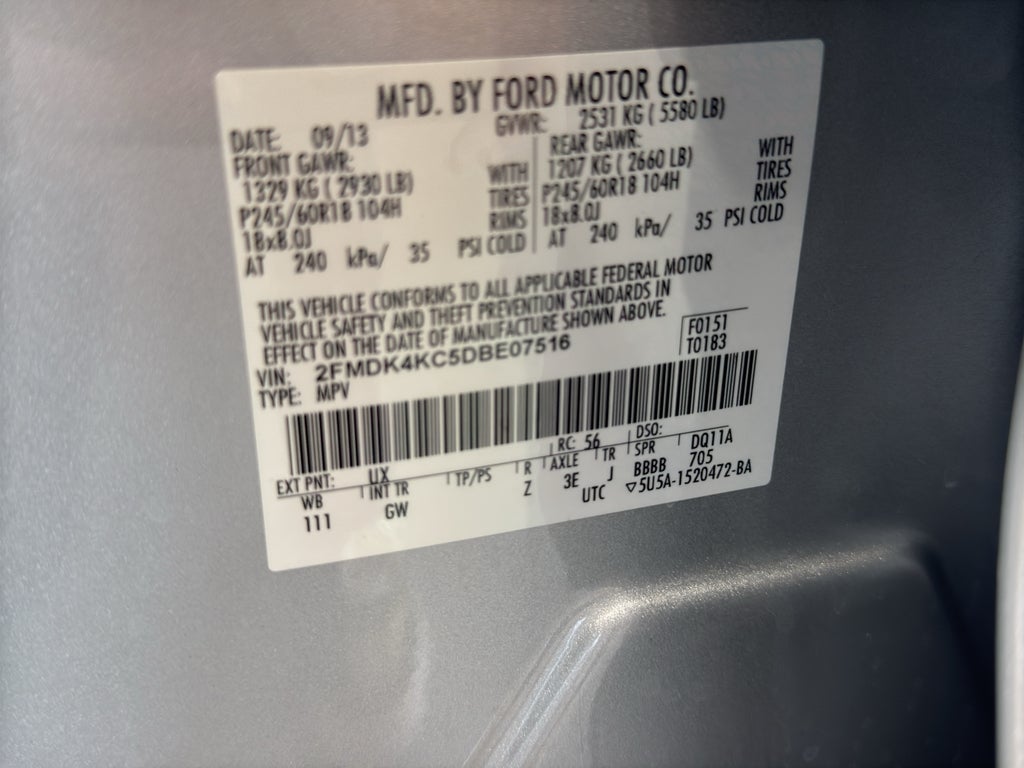 MFD. BY FORD MOTOR CO.
DATE: 09/13 GVWR: 2531 KG ( 5580 LB)
FRONT GAWR: REAR GAWR:
1329 KG ( 2930 LB) WITH 1207 KG ( 2660 LB) WITH
P245/60R18 104H TIRES P245/60R18 104H TIRES
18x8.0J RIMS 18x8.0J RIMS
AT 240 kPa/ 35 PSI COLD AT 240 kPa/ 35 PSI COLD
THIS VEHICLE CONFORMS TO ALL APPLICABLE FEDERAL MOTOR
VEHICLE SAFETY AND THEFT PREVENTION STANDARDS IN
EFFECT ON THE DATE OF MANUFACTURE SHOWN ABOVE.
F0151
VIN: 2FMDK4KC5DBE07516
T0183
TYPE: MPV
EXT PNT: UX RC: 56 DSO:
WB INT TR TP/PS R AXLE TR SPR DQ11A
111 GW Z 3E J BBBB 705
UTC ▽5U5A-1520472-BA